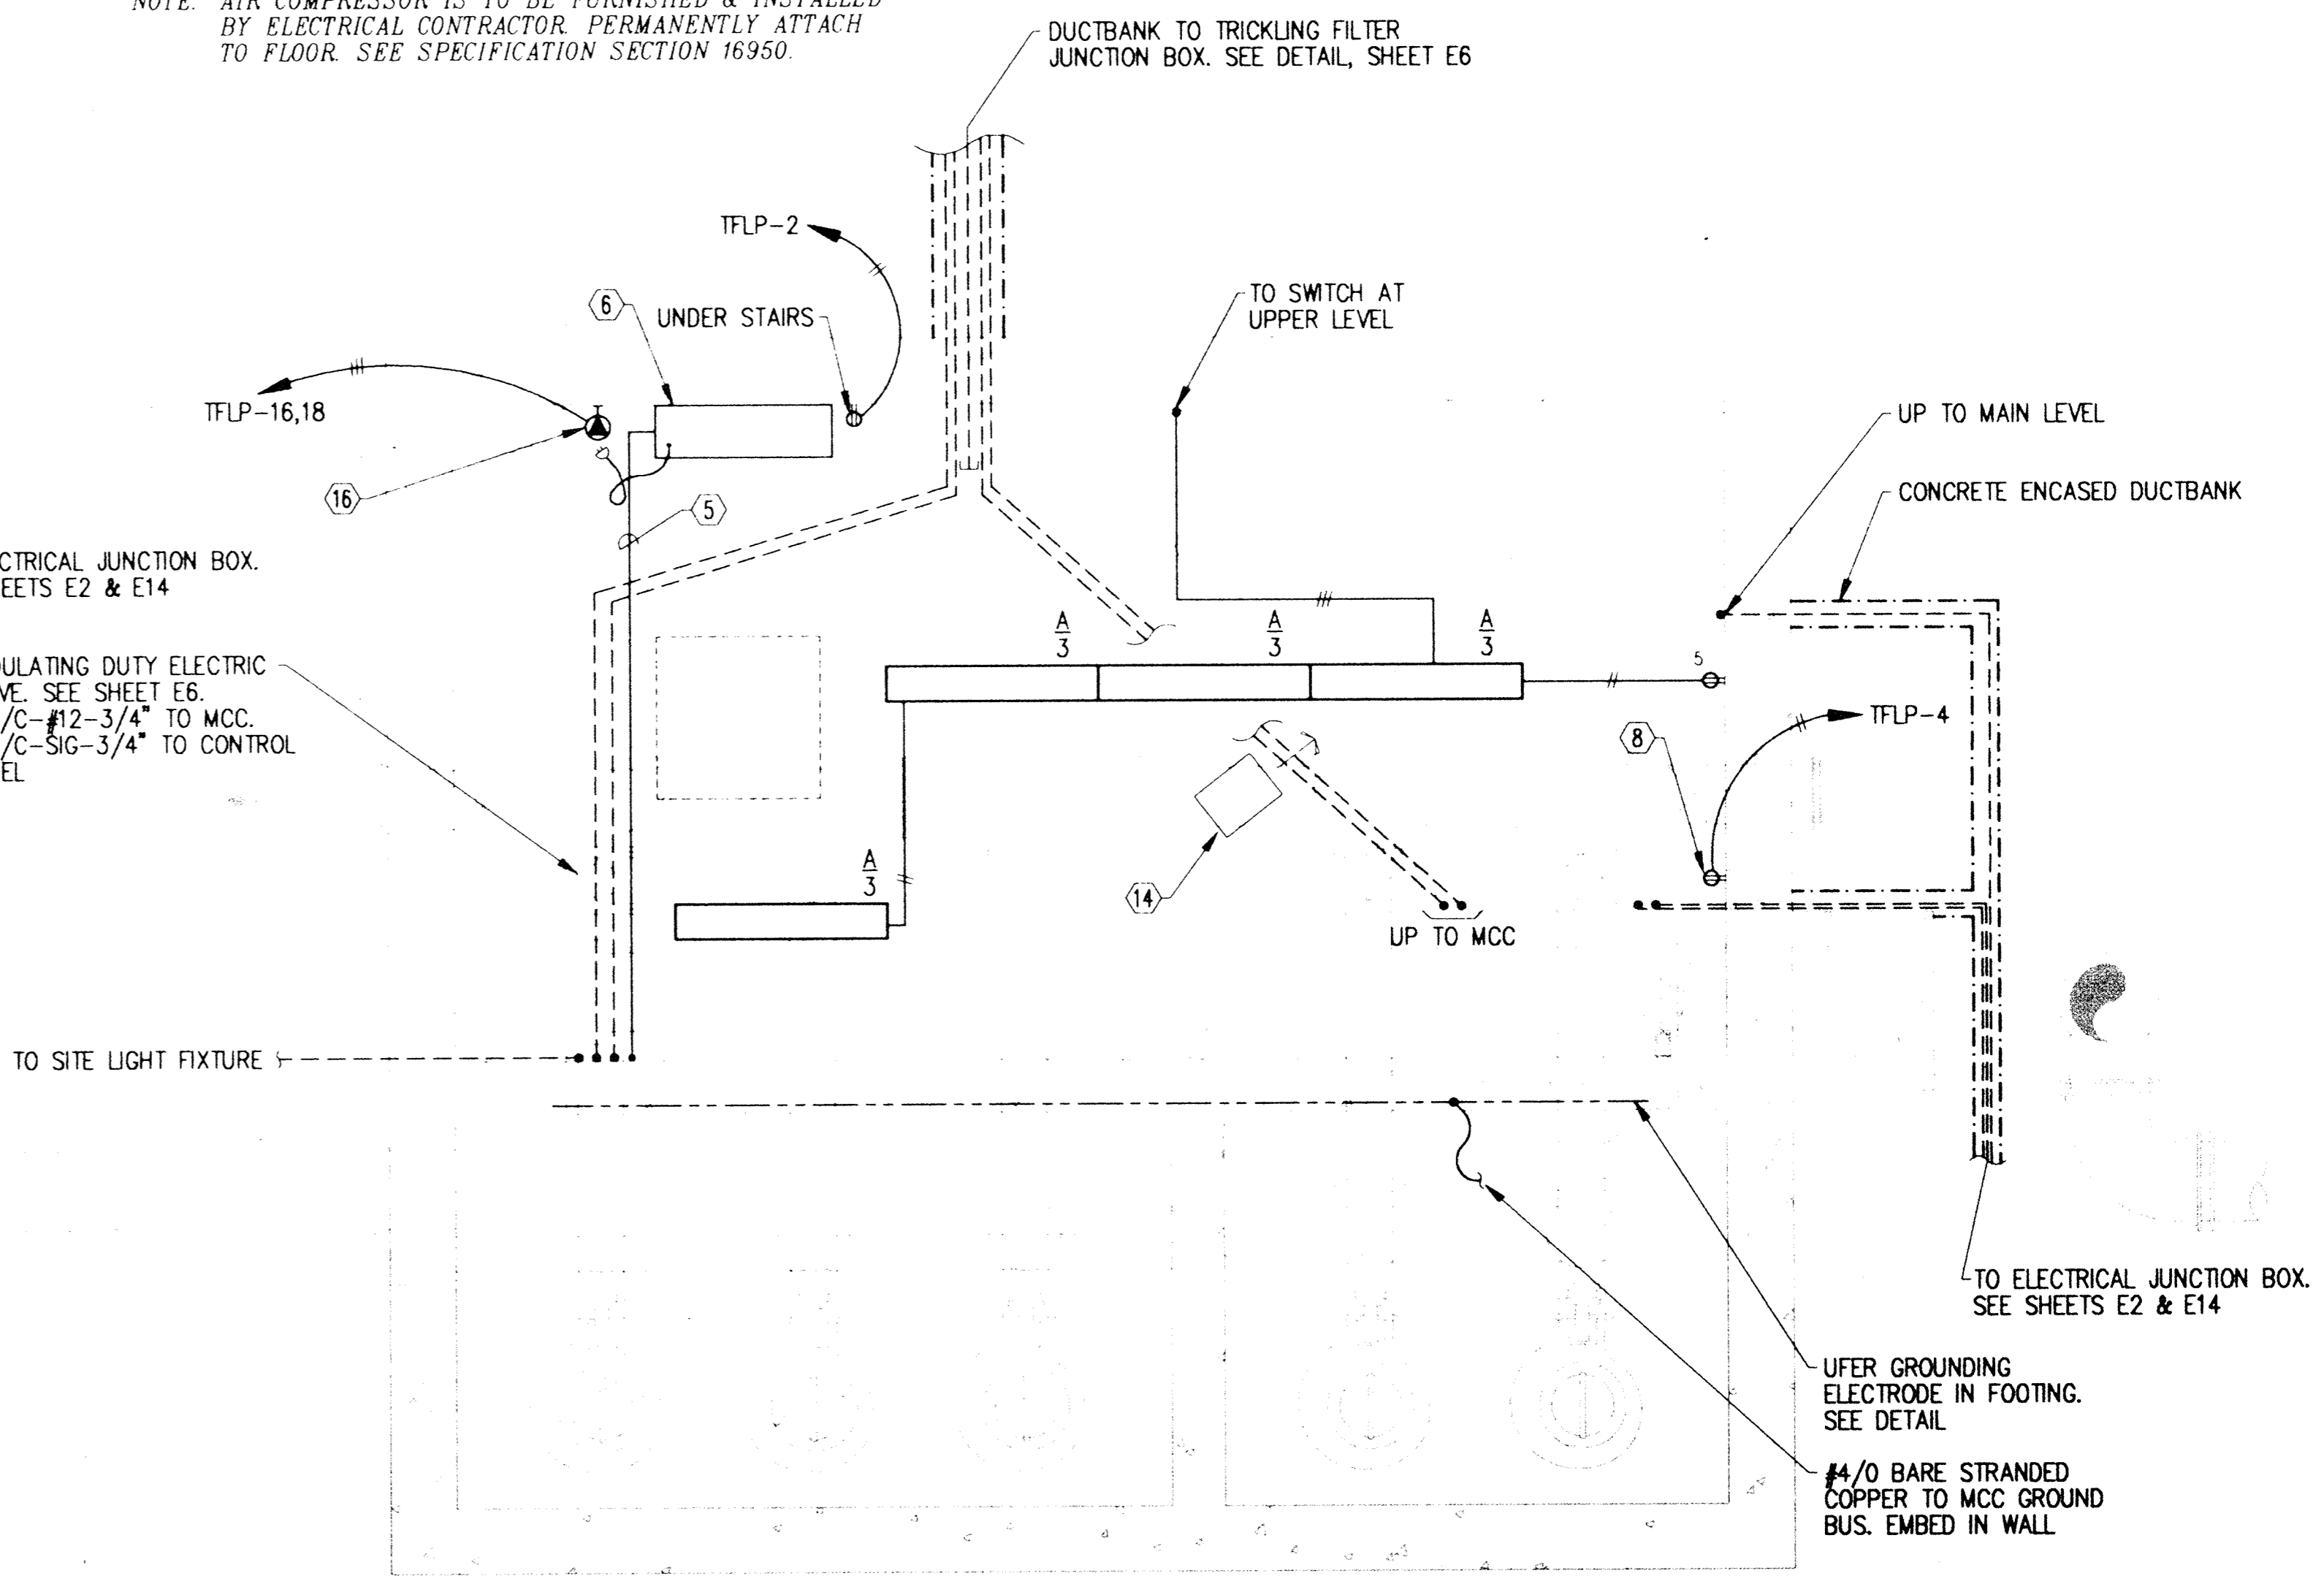 NOTE: AIR COMPRESSOR IS TO BE FURNISHED & INSTALLED
BY ELECTRICAL CONTRACTOR. PERMANENTLY ATTACH
TO FLOOR. SEE SPECIFICATION SECTION 16950.
DUCTBANK TO TRICKLING FILTER
JUNCTION BOX. SEE DETAIL, SHEET E6
TFLP-2
6
UNDER STAIRS
TO SWITCH AT
UPPER LEVEL
TFLP-16,18
16
5
UP TO MAIN LEVEL
CONCRETE ENCASED DUCTBANK
CTRICAL JUNCTION BOX.
EETS E2 & E14
A
3
A
3
A
3
5
ULATING DUTY ELECTRIC
VE. SEE SHEET E6.
/C-#12-3/4" TO MCC.
/C-SIG-3/4" TO CONTROL
EL
8
TFLP-4
A
3
14
UP TO MCC
TO SITE LIGHT FIXTURE
TO ELECTRICAL JUNCTION BOX.
SEE SHEETS E2 & E14
UFER GROUNDING
ELECTRODE IN FOOTING.
SEE DETAIL
#4/0 BARE STRANDED
COPPER TO MCC GROUND
BUS. EMBED IN WALL